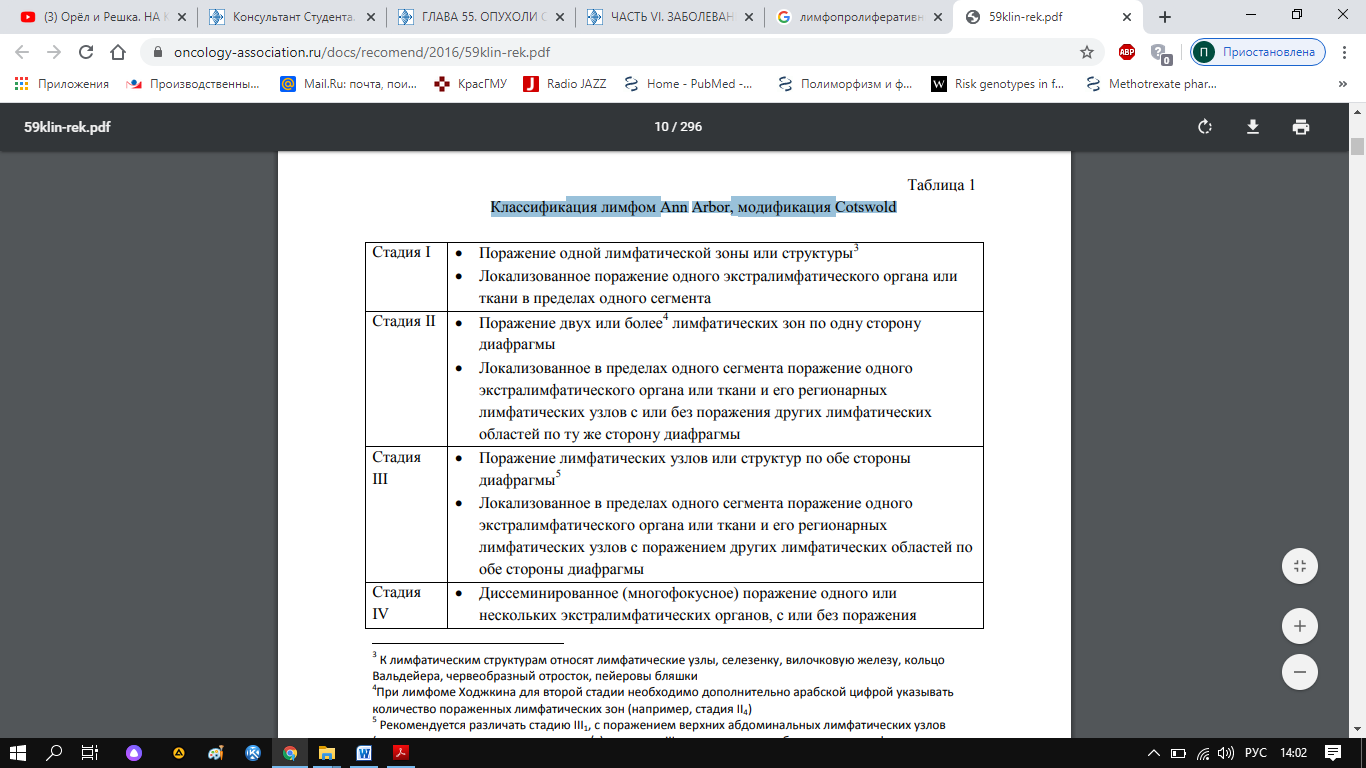 (3) Орёл и Решка. НА К
Консультант Студента.
ГЛАВА 55. ОПУХОЛИ С
ЧАСТЬ VI. ЗАБОЛЕВАН
лимфопролиферативн
59klin-rek.pdf
oncology-association.ru/docs/recomend/2016/59klin-rek.pdf
ABP
0
П Приостановлена
Приложения
Производственны...
Mail.Ru: почта, пои...
КрасГМУ
Radio JAZZ
Home - PubMed -...
Полиморфизм и ф...
Risk genotypes in f...
Methotrexate phar...
»
59klin-rek.pdf
10 / 296
Таблица 1
Классификация лимфом Ann Arbor, модификация Cotswold
Стадия I
• Поражение одной лимфатической зоны или структуры3
• Локализованное поражение одного экстралимфатического органа или
ткани в пределах одного сегмента
Стадия II
• Поражение двух или более4 лимфатических зон по одну сторону
диафрагмы
• Локализованное в пределах одного сегмента поражение одного
экстралимфатического органа или ткани и его регионарных
лимфатических узлов с или без поражения других лимфатических
областей по ту же сторону диафрагмы
Стадия
III
• Поражение лимфатических узлов или структур по обе стороны
диафрагмы5
• Локализованное в пределах одного сегмента поражение одного
экстралимфатического органа или ткани и его регионарных
лимфатических узлов с поражением других лимфатических областей по
обе стороны диафрагмы
Стадия
IV
• Диссеминированное (многофокусное) поражение одного или
нескольких экстралимфатических органов, с или без поражения
3 К лимфатическим структурам относят лимфатические узлы, селезенку, вилочковую железу, кольцо
Вальдейера, червеобразный отросток, пейеровы бляшки
4При лимфоме Ходжкина для второй стадии необходимо дополнительно арабской цифрой указывать
количество пораженных лимфатических зон (например, стадия II4)
5 Рекомендуется различать стадию III1, с поражением верхних абдоминальных лимфатических узлов
РУС
14:02